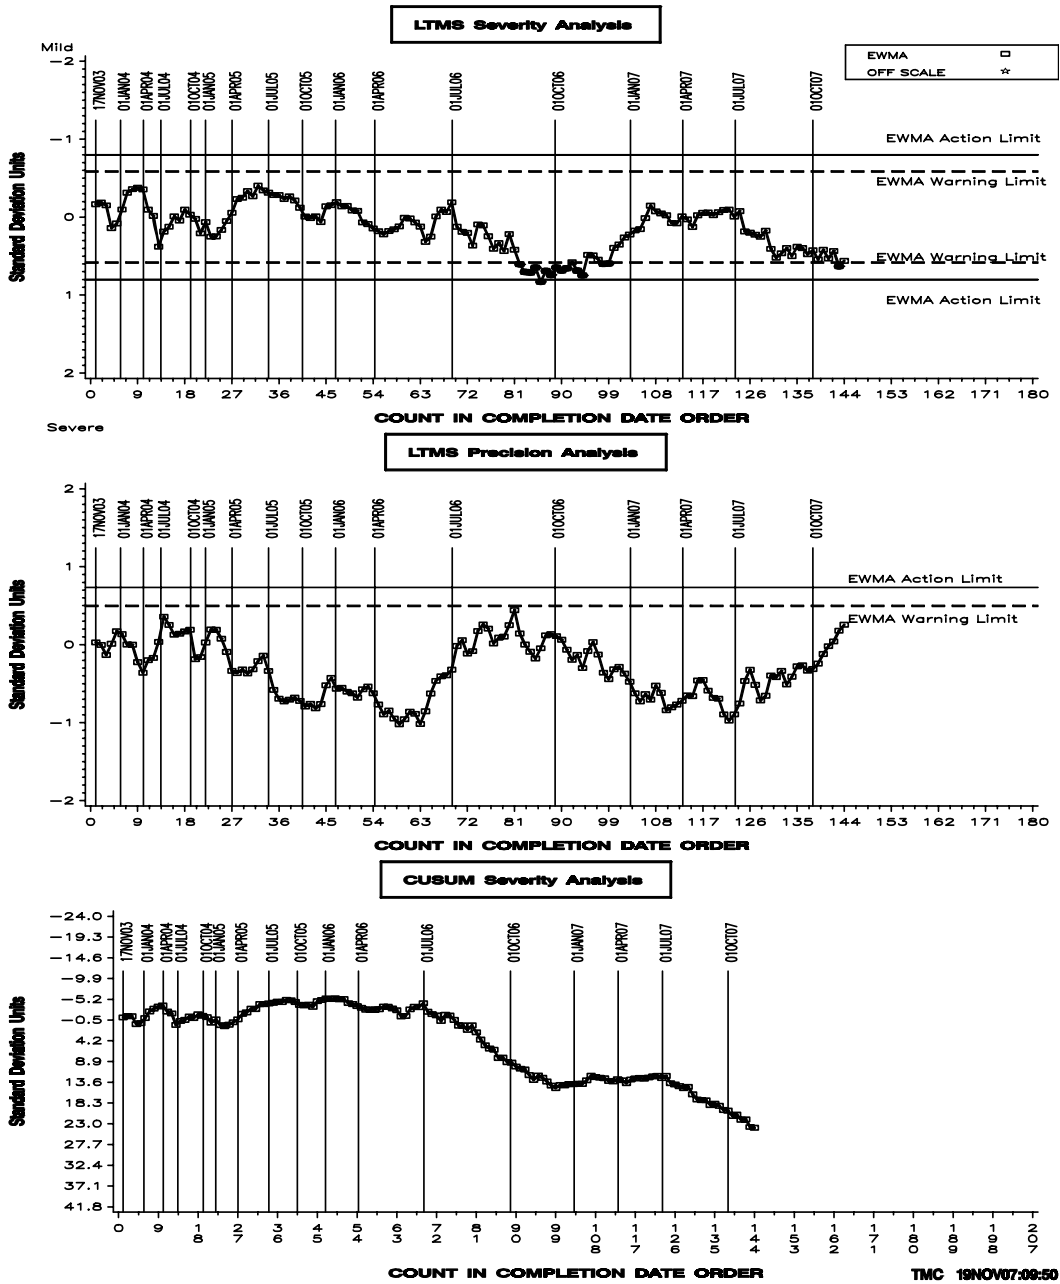 LTMS Severity Analysis
Mild
EWMA
OFF SCALE
−2
−1
0
1
2
17NOV03 01JAN04 01APR04 01JUL04 01OCT04 01JAN05 01APR05 01JUL05 01OCT05 01JAN06 01APR06 01JUL06 01OCT06 01JAN07 01APR07 01JUL07 01OCT07
EWMA Action Limit
EWMA Warning Limit
EWMA Warning Limit
EWMA Action Limit
Standard Deviation Units
0 9 18 27 36 45 54 63 72 81 90 99 108 117 126 135 144 153 162 171 180
COUNT IN COMPLETION DATE ORDER
Severe
LTMS Precision Analysis
2
1
0
−1
−2
17NOV03 01JAN04 01APR04 01JUL04 01OCT04 01JAN05 01APR05 01JUL05 01OCT05 01JAN06 01APR06 01JUL06 01OCT06 01JAN07 01APR07 01JUL07 01OCT07
EWMA Action Limit
EWMA Warning Limit
Standard Deviation Units
0 9 18 27 36 45 54 63 72 81 90 99 108 117 126 135 144 153 162 171 180
COUNT IN COMPLETION DATE ORDER
CUSUM Severity Analysis
−24.0
−19.3
−14.6
−9.9
−5.2
−0.5
4.2
8.9
13.6
18.3
23.0
27.7
32.4
37.1
41.8
17NOV03 01JAN04 01APR04 01JUL04 01OCT04 01JAN05 01APR05 01JUL05 01OCT05 01JAN06 01APR06 01JUL06 01OCT06 01JAN07 01APR07 01JUL07 01OCT07
Standard Deviation Units
0 9 18 27 36 45 54 63 72 81 90 99 108 117 126 135 144 153 162 171 180 189 198 207
COUNT IN COMPLETION DATE ORDER
TMC 19NOV07:09:50